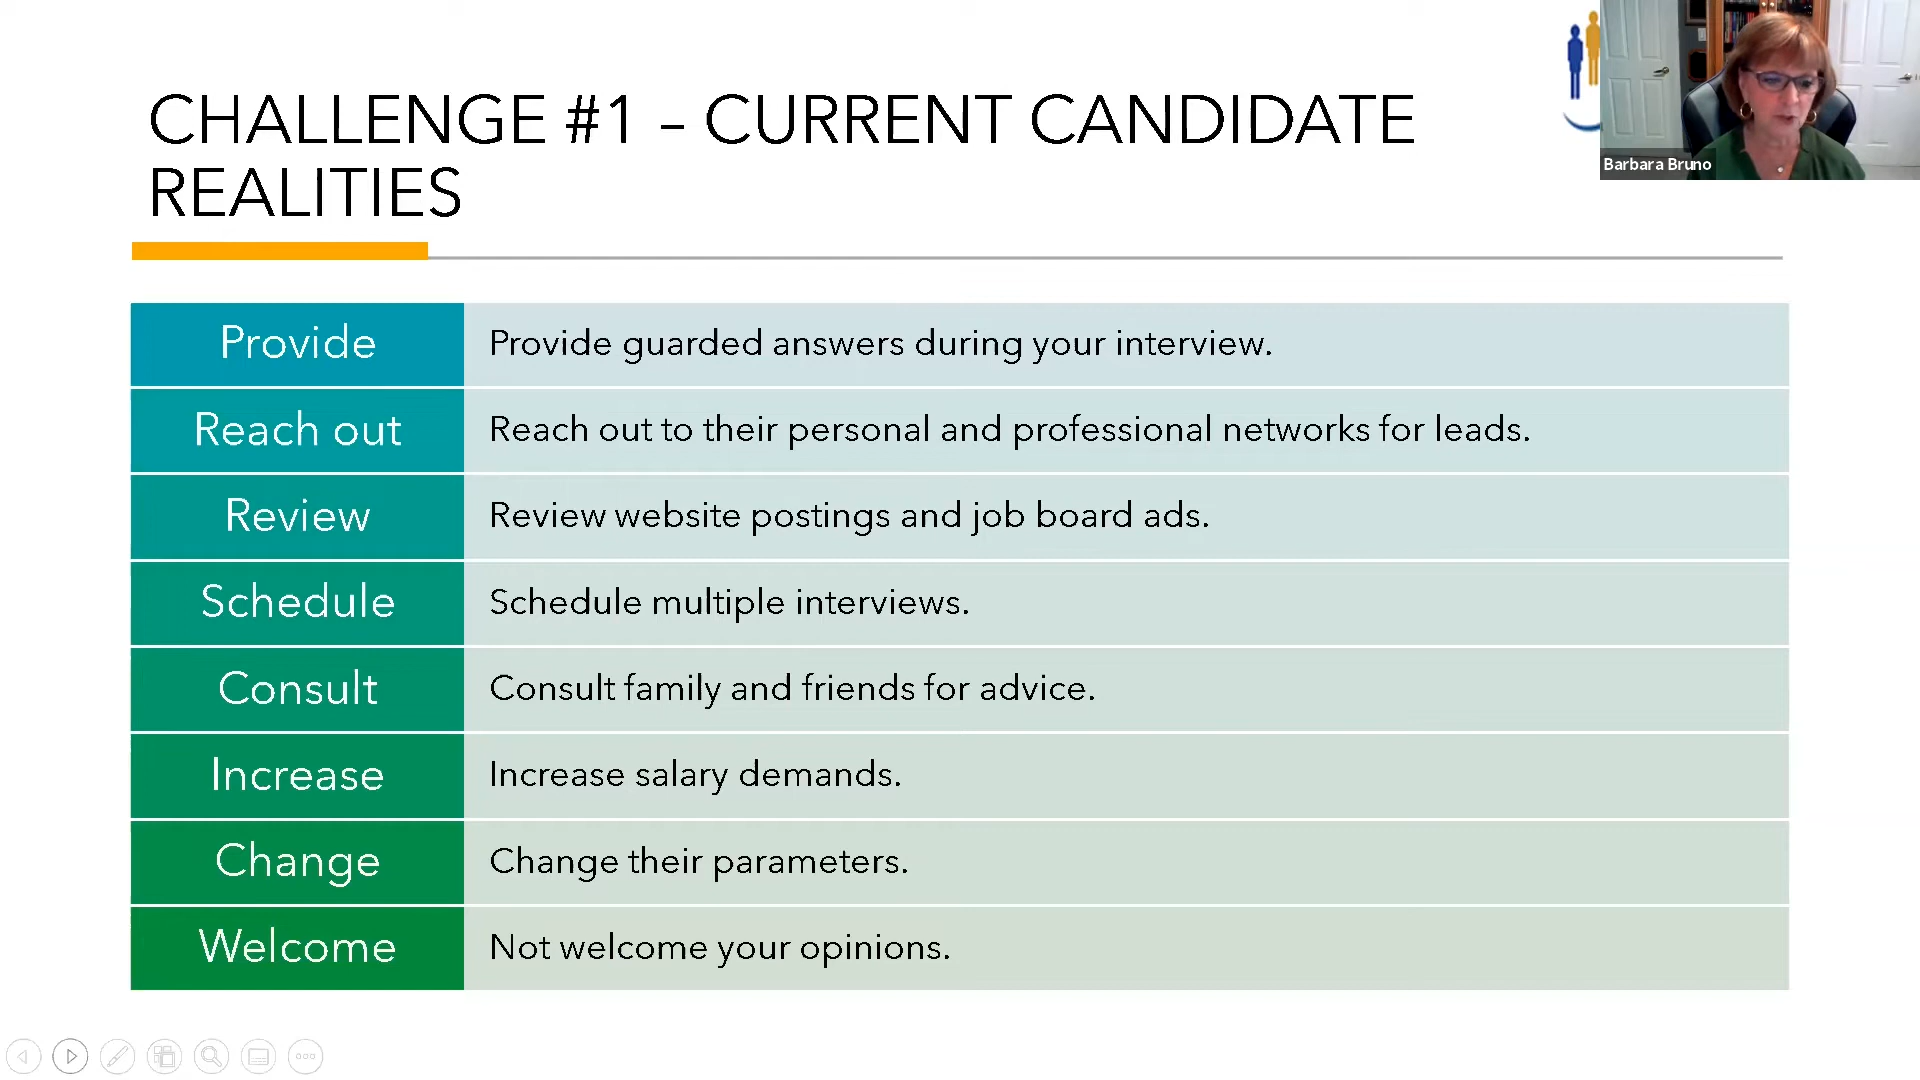 CHALLENGE #1 – CURRENT CANDIDATE
REALITIES
Barbara Bruno
Provide
Provide guarded answers during your interview.
Reach out
Reach out to their personal and professional networks for leads.
Review
Review website postings and job board ads.
Schedule
Schedule multiple interviews.
Consult
Consult family and friends for advice.
Increase
Increase salary demands.
Change
Change their parameters.
Welcome
Not welcome your opinions.